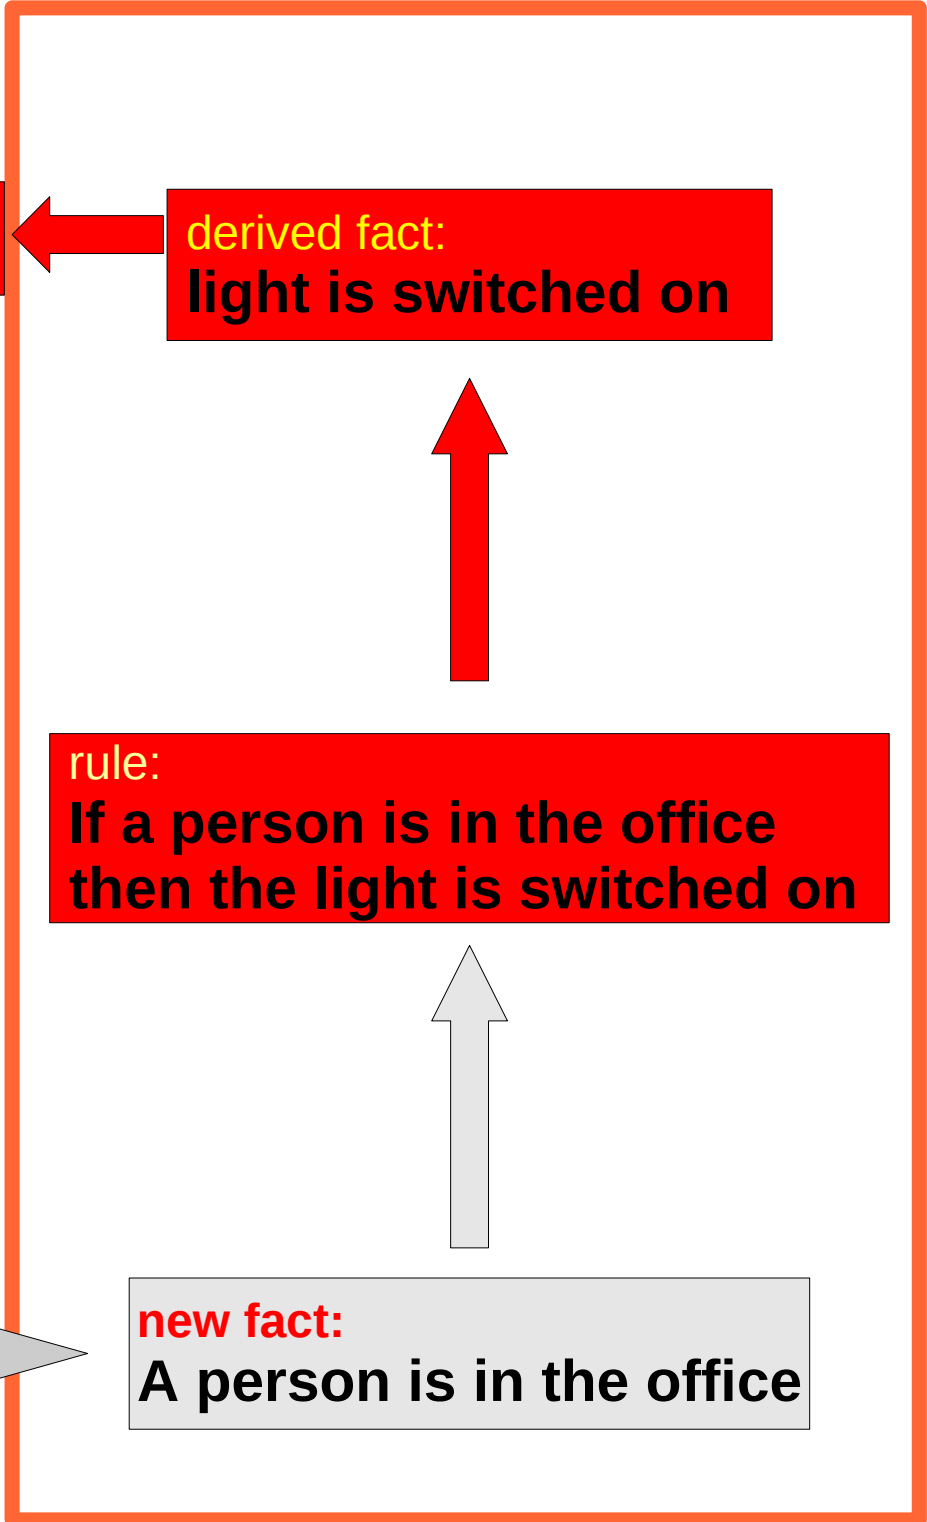 derived fact:
light is switched on
rule:
If a person is in the office
then the light is switched on
new fact:
A person is in the office